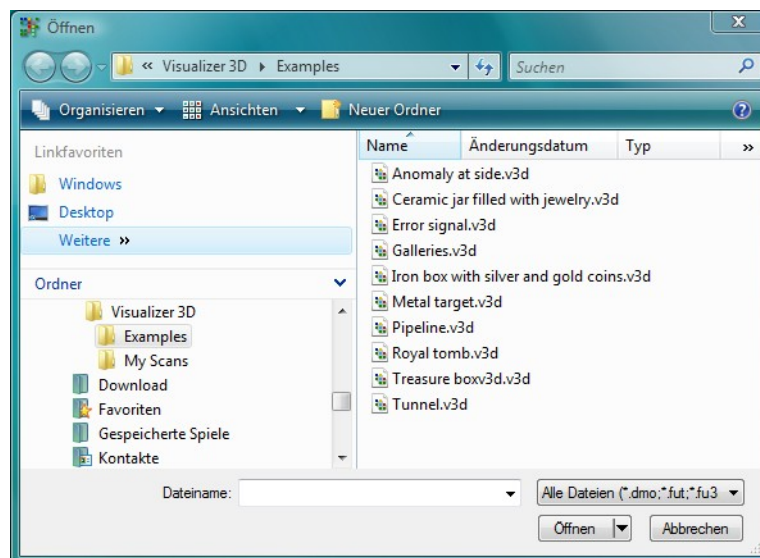 Öffnen
« Visualizer 3D ▸ Examples
Suchen
Organisieren Ansichten Neuer Ordner
Linkfavoriten
Windows
Desktop
Weitere »
Ordner
Visualizer 3D
Examples
My Scans
Download
Favoriten
Gespeicherte Spiele
Kontakte
Name Änderungsdatum Typ »
Anomaly at side.v3d
Ceramic jar filled with jewelry.v3d
Error signal.v3d
Galleries.v3d
Iron box with silver and gold coins.v3d
Metal target.v3d
Pipeline.v3d
Royal tomb.v3d
Treasure boxv3d.v3d
Tunnel.v3d
Dateiname:
Alle Dateien (*.dmo;*.fut;*.fu3
Öffnen Abbrechen